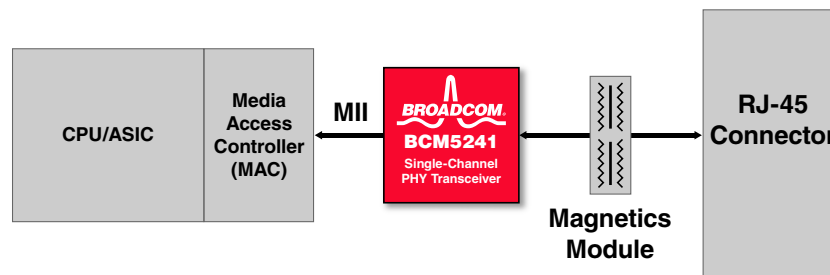 CPU/ASIC
Media
Access
Controller
(MAC)
MII
BROADCOM.
BCM5241
Single-Channel
PHY Transceiver
Magnetics
Module
RJ-45
Connector